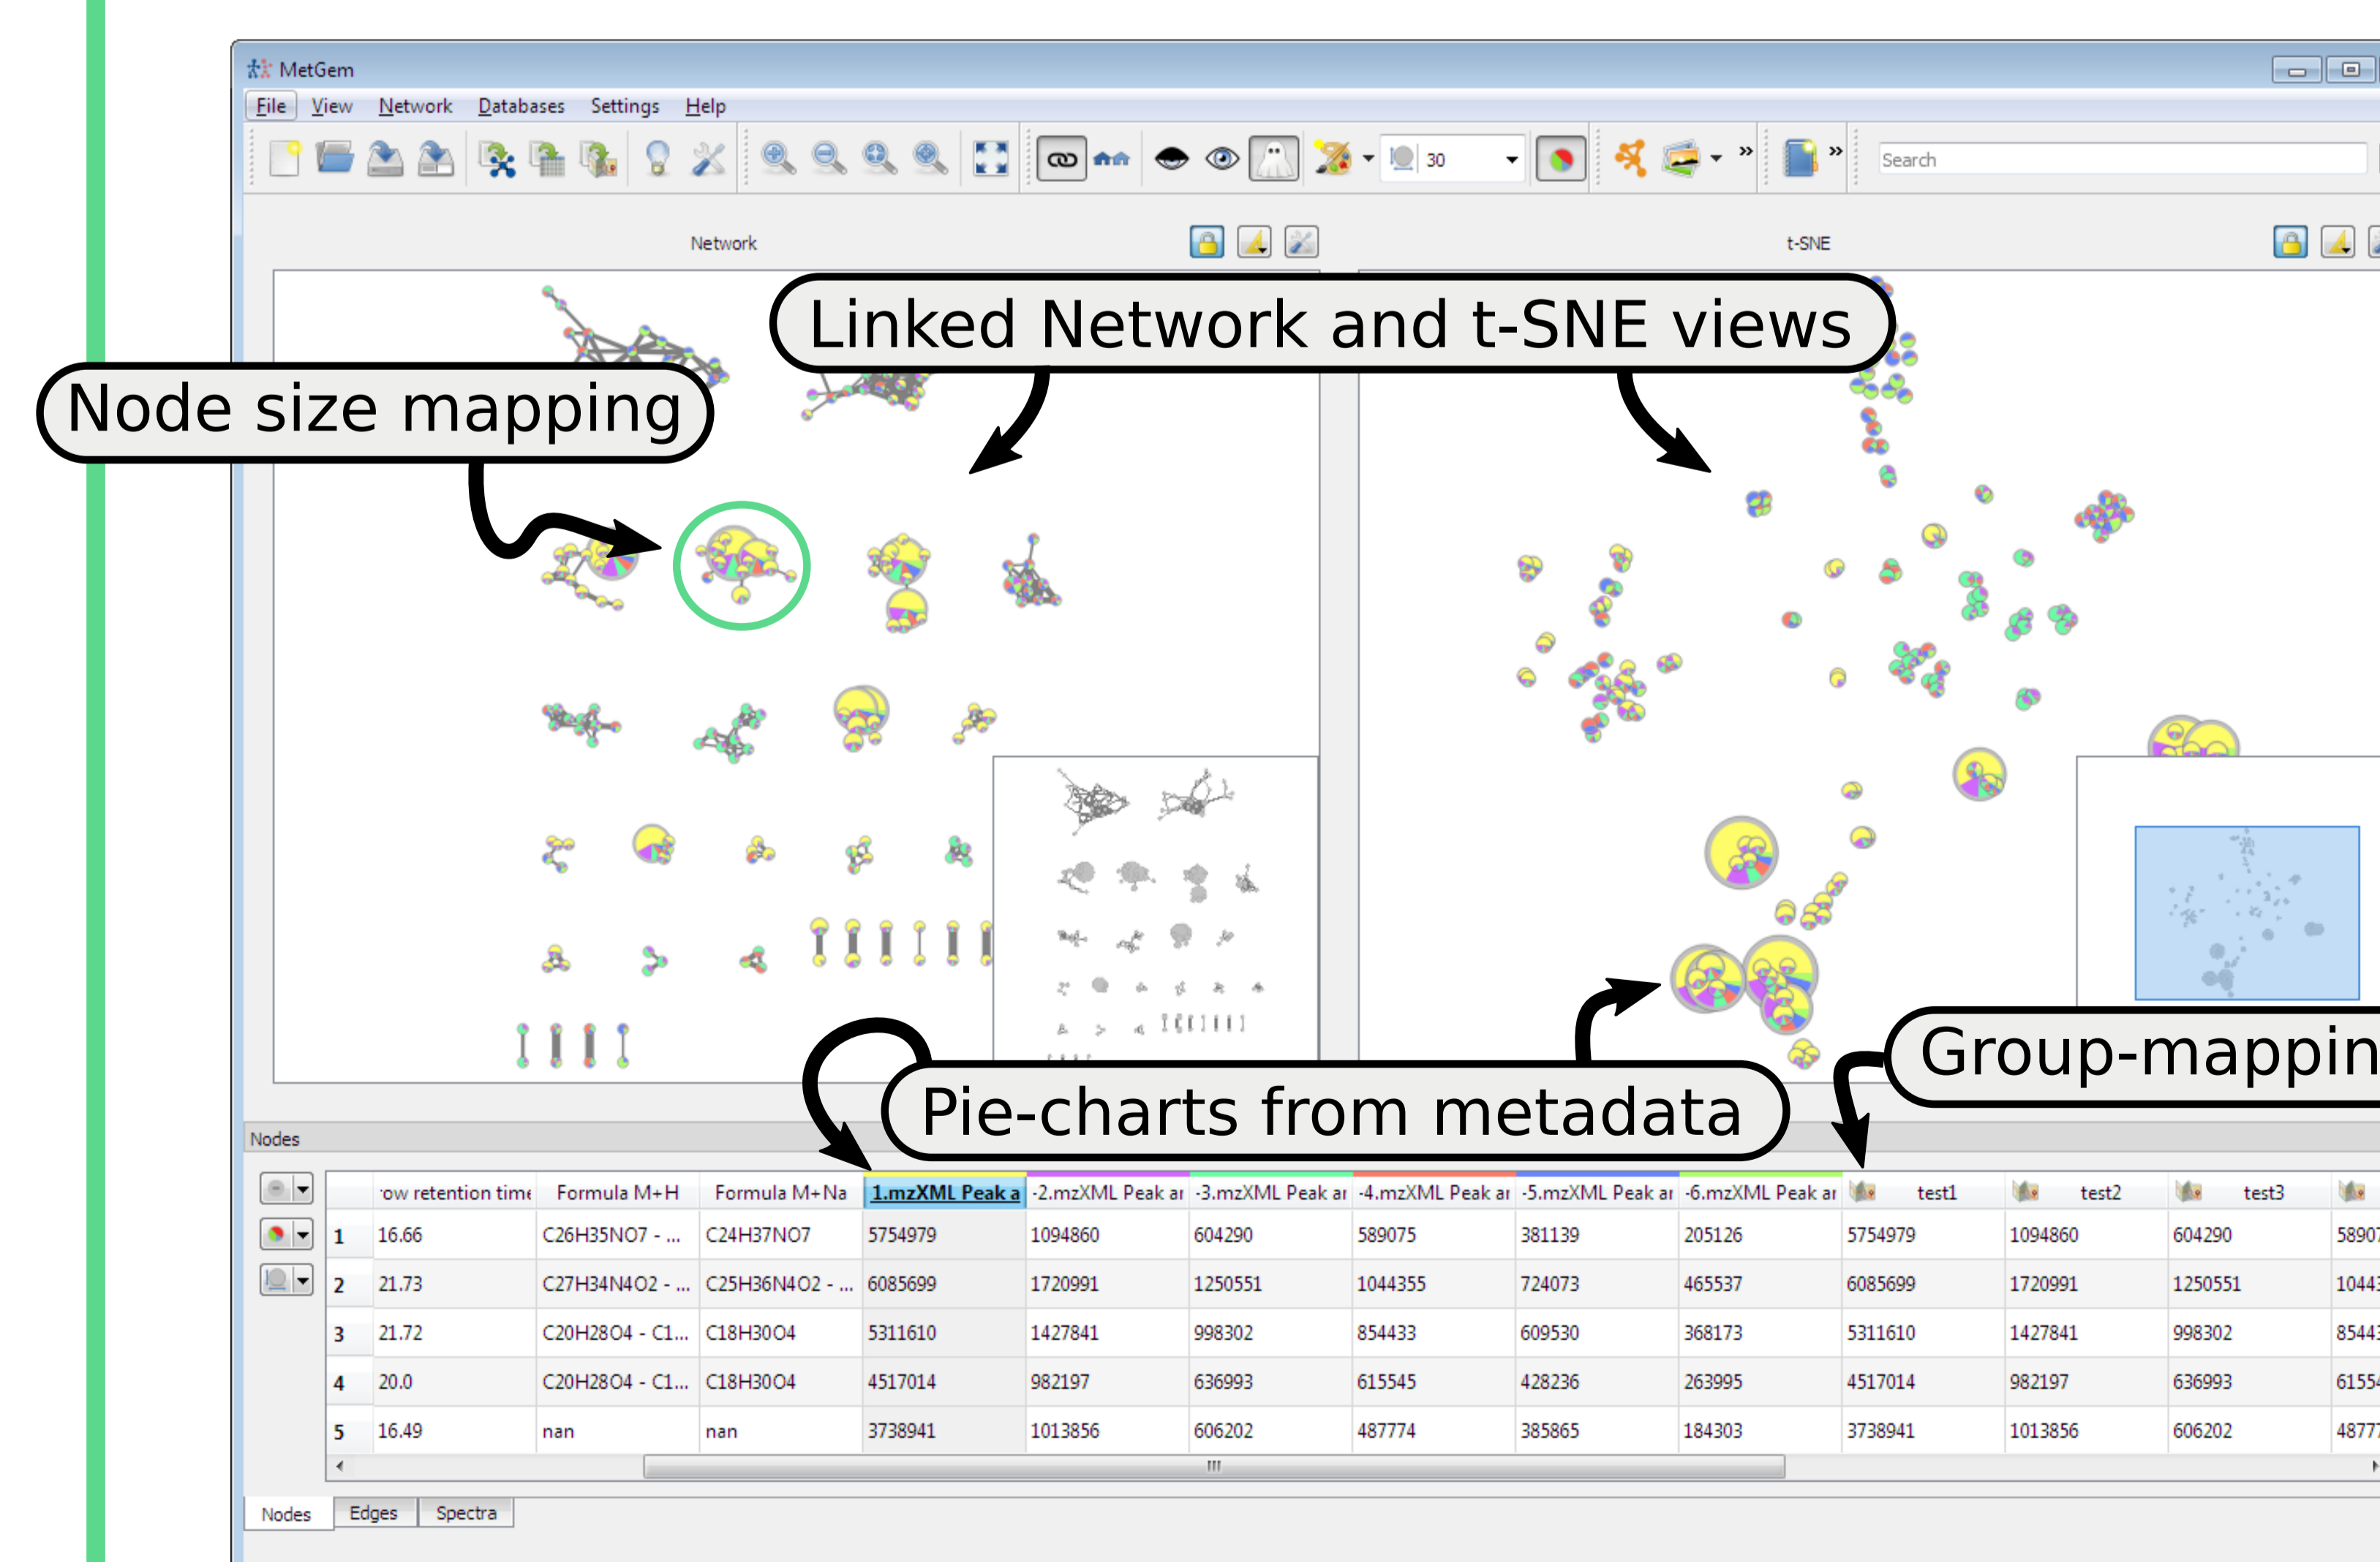 MetGem
File View Network Databases Settings Help
30 » » Search
Network t-SNE
Linked Network and t-SNE views
Node size mapping
Group-mappin
Pie-charts from metadata
Nodes
ow retention time Formula M+H Formula M+Na 1.mzXML Peak a -2.mzXML Peak ar -3.mzXML Peak ar -4.mzXML Peak ar -5.mzXML Peak ar -6.mzXML Peak ar test1 test2 test3
1 16.66 C26H35NO7 - ... C24H37NO7 5754979 1094860 604290 589075 381139 205126 5754979 1094860 604290 58907
2 21.73 C27H34N4O2 - ... C25H36N4O2 - ... 6085699 1720991 1250551 1044355 724073 465537 6085699 1720991 1250551 10443
3 21.72 C20H28O4 - C1... C18H30O4 5311610 1427841 998302 854433 609530 368173 5311610 1427841 998302 85443
4 20.0 C20H28O4 - C1... C18H30O4 4517014 982197 636993 615545 428236 263995 4517014 982197 636993 61554
5 16.49 nan nan 3738941 1013856 606202 487774 385865 184303 3738941 1013856 606202 48777
Nodes Edges Spectra